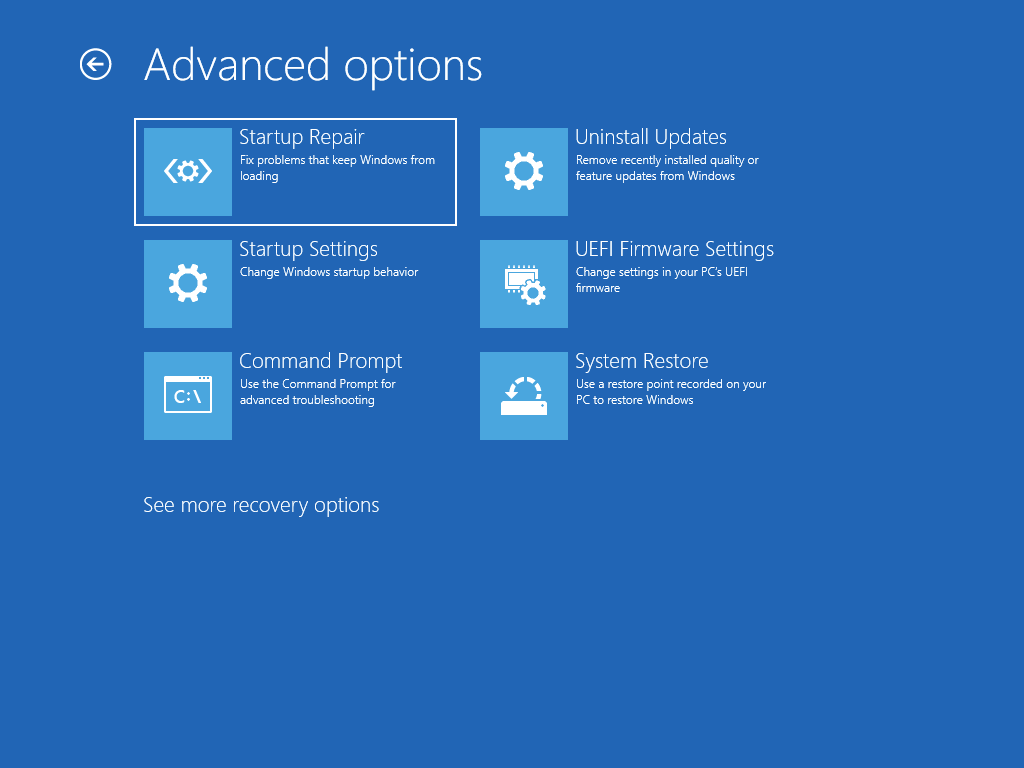 Advanced options
Startup Repair
Fix problems that keep Windows from
loading
Uninstall Updates
Remove recently installed quality or
feature updates from Windows
Startup Settings
Change Windows startup behavior
UEFI Firmware Settings
Change settings in your PC's UEFI
firmware
C:\
Command Prompt
Use the Command Prompt for
advanced troubleshooting
System Restore
Use a restore point recorded on your
PC to restore Windows
See more recovery options